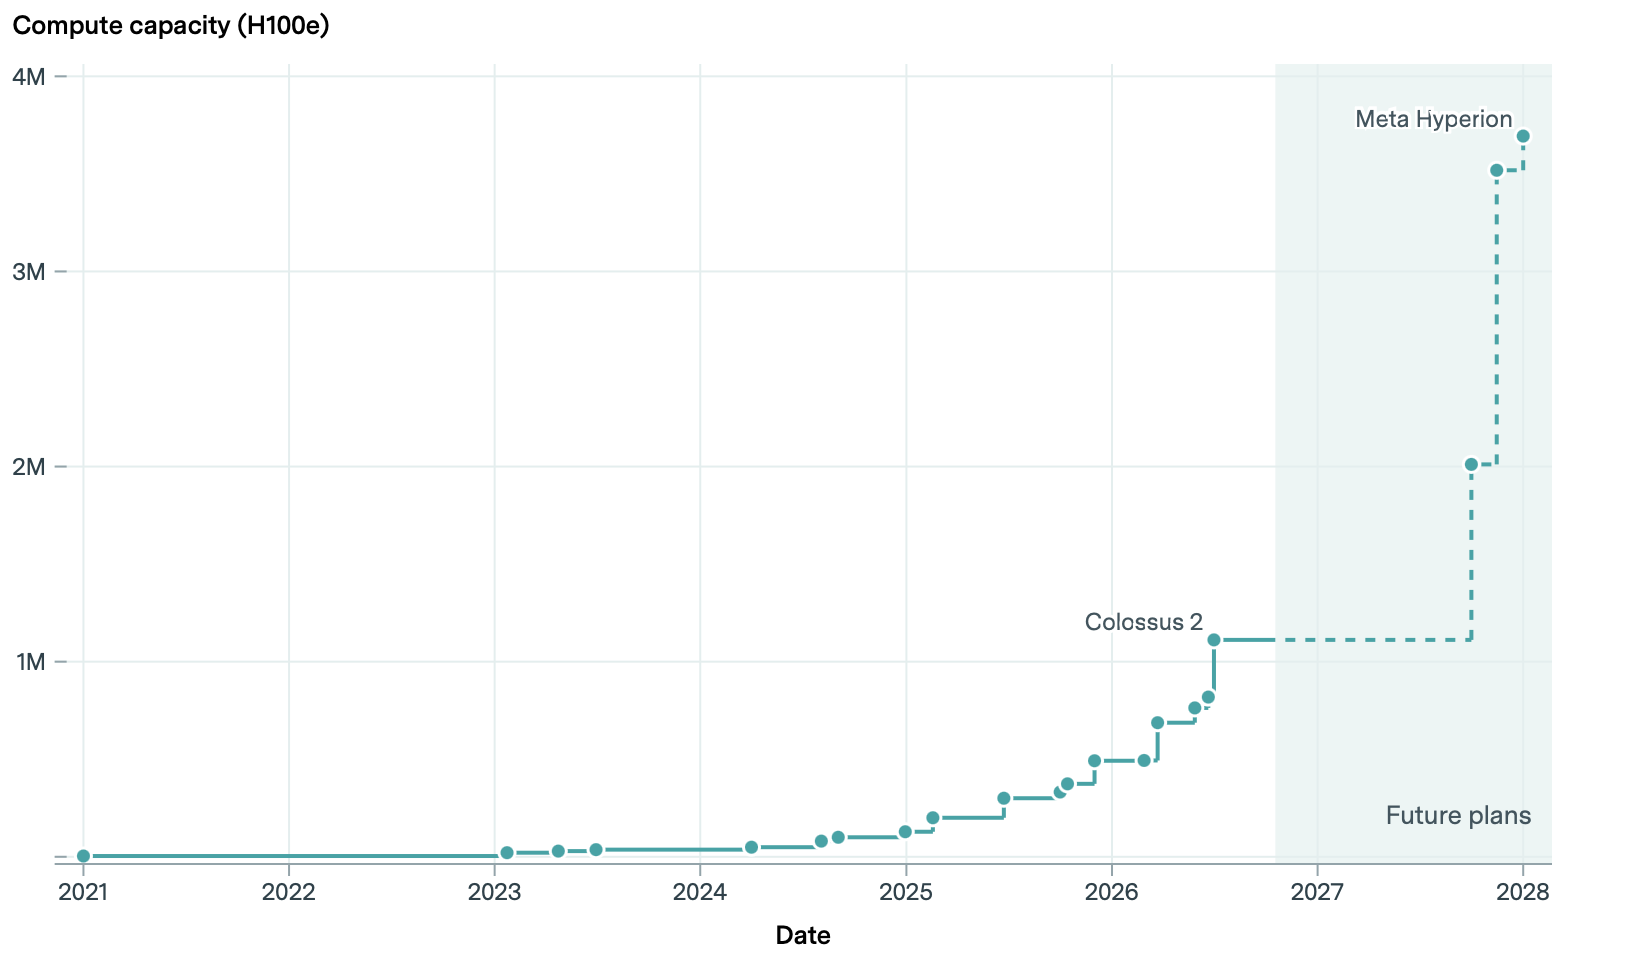 Compute capacity (H100e)
4M
Meta Hyperion
3M
2M
1M
Colossus 2
Future plans
2021 2022 2023 2024 2025 2026 2027 2028
Date